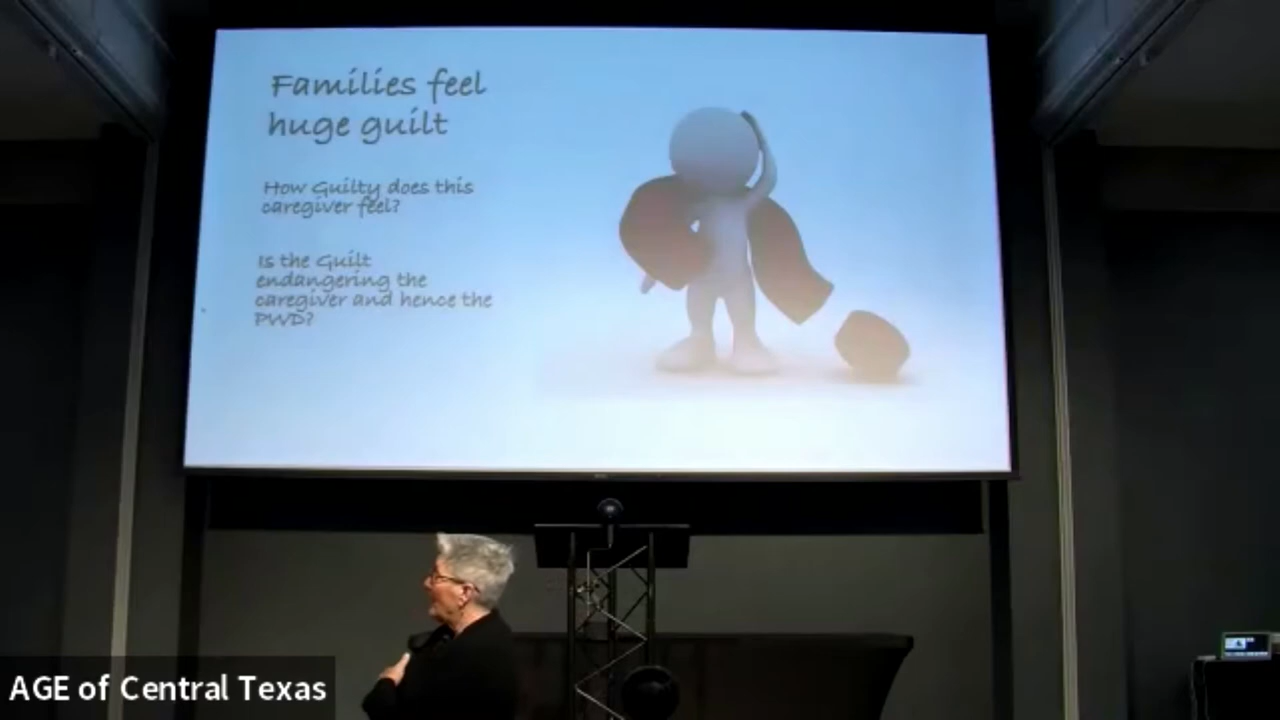 Families feel
huge guilt
How Guilty does this
caregiver feel?
Is the Guilt
endangering the
caregiver and hence the
PWD?
AGE of Central Texas